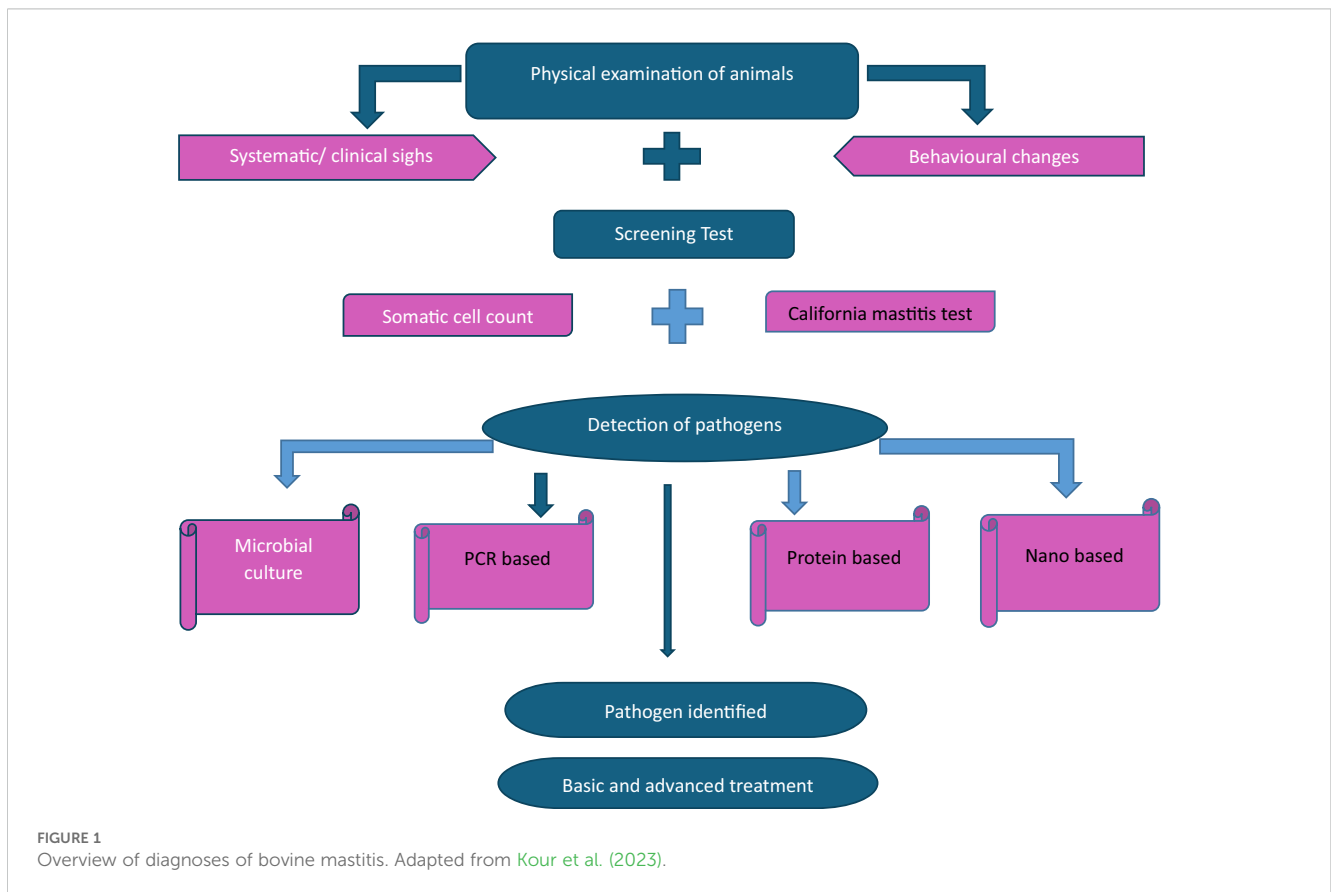 Physical examination of animals
Systematic/ clinical sighs
Behavioural changes
Screening Test
Somatic cell count
California mastitis test
Detection of pathogens
Microbial
culture
PCR based
Protein based
Nano based
Pathogen identified
Basic and advanced treatment
FIGURE 1
Overview of diagnoses of bovine mastitis. Adapted from Kour et al. (2023).